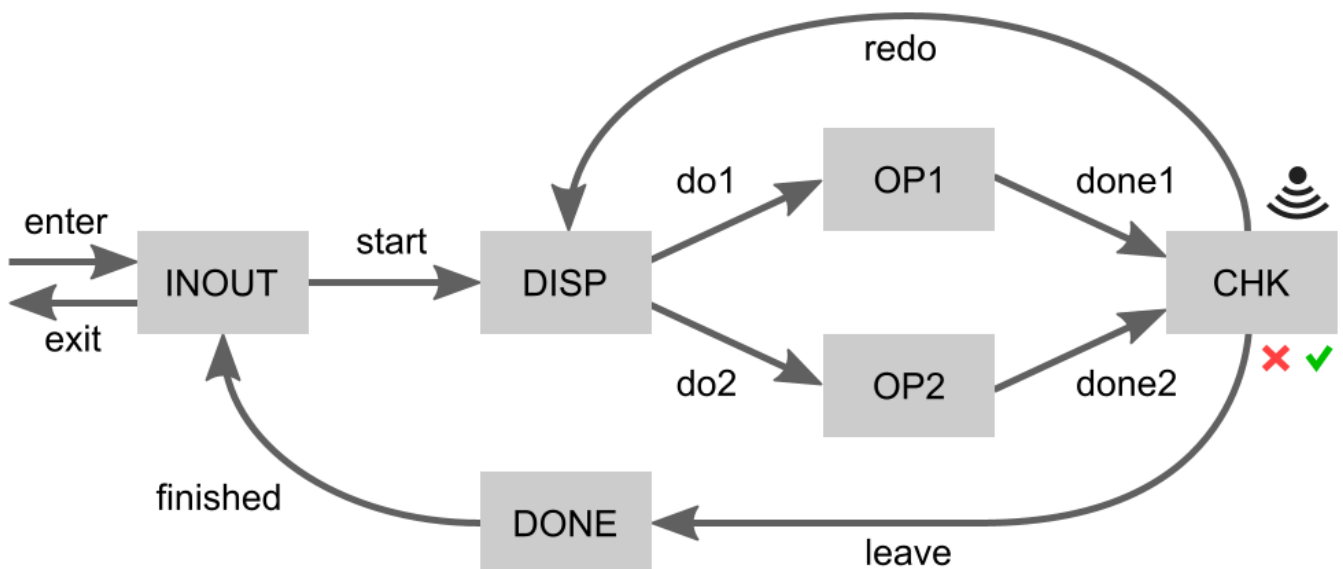 redo
do1
OP1
done1
enter
start
INOUT
DISP
CHK
exit
do2
OP2
done2
finished
DONE
leave